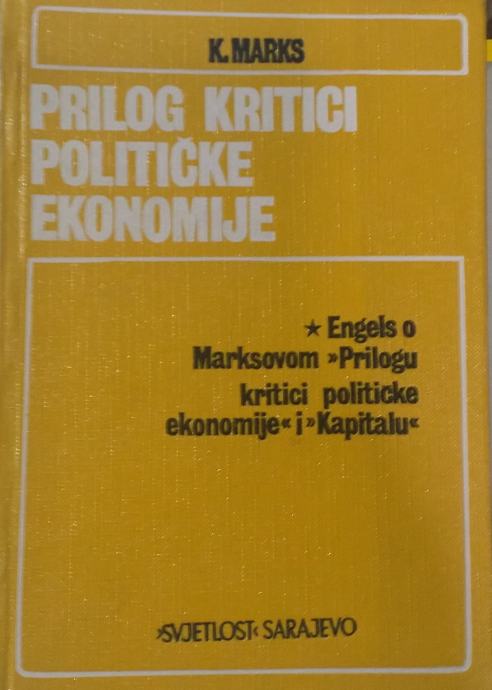 K. MARKS
PRILOG KRITICI
POLITIČKE
EKONOMIJE
★ Engels o
Marksovom »Prilogu
kritici politicke
ekonomije« i »Kapitalu«
»SVJETLOST« SARAJEVO